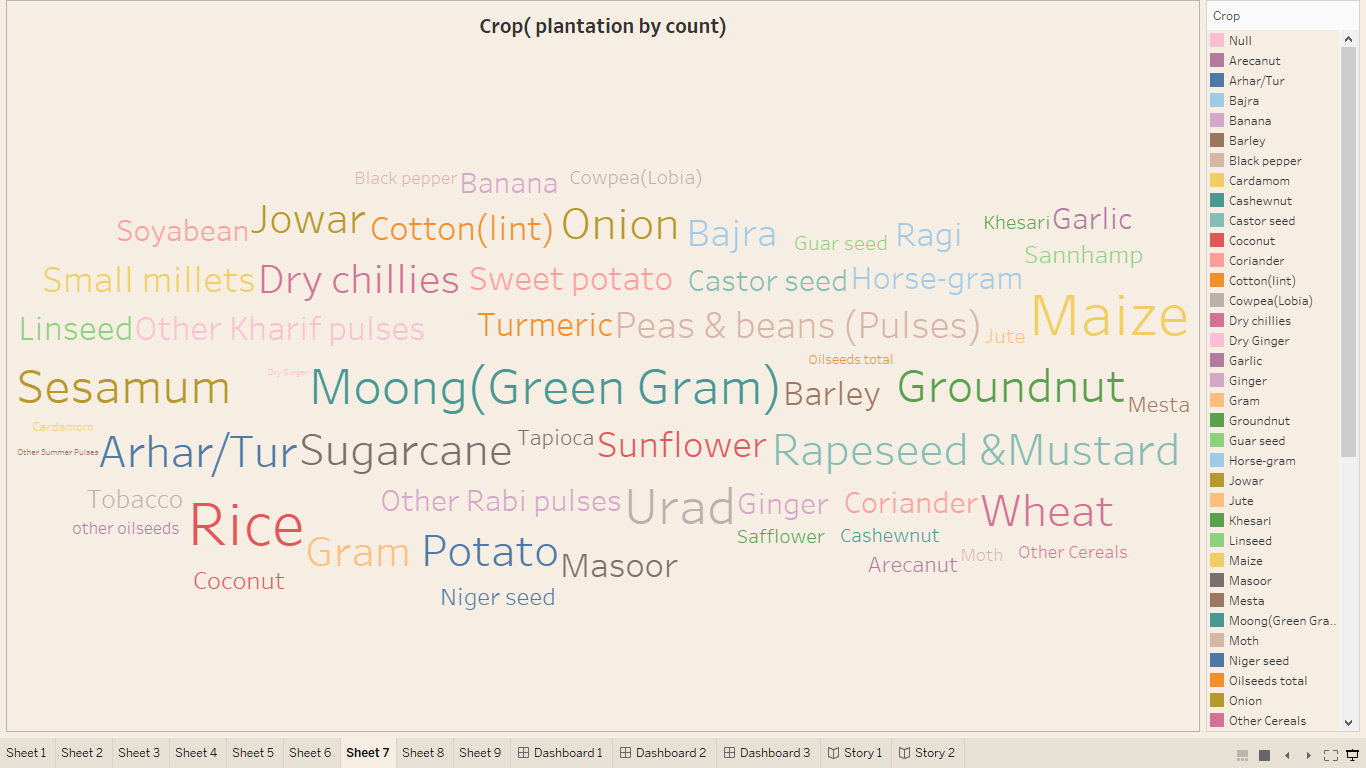 Crop( plantation by count)
Black pepper Banana Cowpea(Lobia)
Soyabean Jowar Cotton(lint) Onion Bajra Guar seed Ragi Khesari Garlic
Sannhamp
Small millets Dry chillies Sweet potato Castor seed Horse-gram
Linseed Other Kharif pulses Turmeric Peas & beans (Pulses) Jute Maize
Oilseeds total
Sesamum Dry Ginger Moong(Green Gram) Barley Groundnut Mesta
Cardamom
Other Summer Pulses Arhar/Tur Sugarcane Tapioca Sunflower Rapeseed &Mustard
Tobacco Other Rabi pulses Urad Ginger Coriander Wheat
other oilseeds Rice Safflower Cashewnut
Gram Potato Masoor Arecanut Moth Other Cereals
Coconut
Niger seed
Crop
Null
Arecanut
Arhar/Tur
Bajra
Banana
Barley
Black pepper
Cardamom
Cashewnut
Castor seed
Coconut
Coriander
Cotton(lint)
Cowpea(Lobia)
Dry chillies
Dry Ginger
Garlic
Ginger
Gram
Groundnut
Guar seed
Horse-gram
Jowar
Jute
Khesari
Linseed
Maize
Masoor
Mesta
Moong(Green Gra..
Moth
Niger seed
Oilseeds total
Onion
Other Cereals
Sheet 1 Sheet 2 Sheet 3 Sheet 4 Sheet 5 Sheet 6 Sheet 7 Sheet 8 Sheet 9 Dashboard 1 Dashboard 2 Dashboard 3 Story 1 Story 2